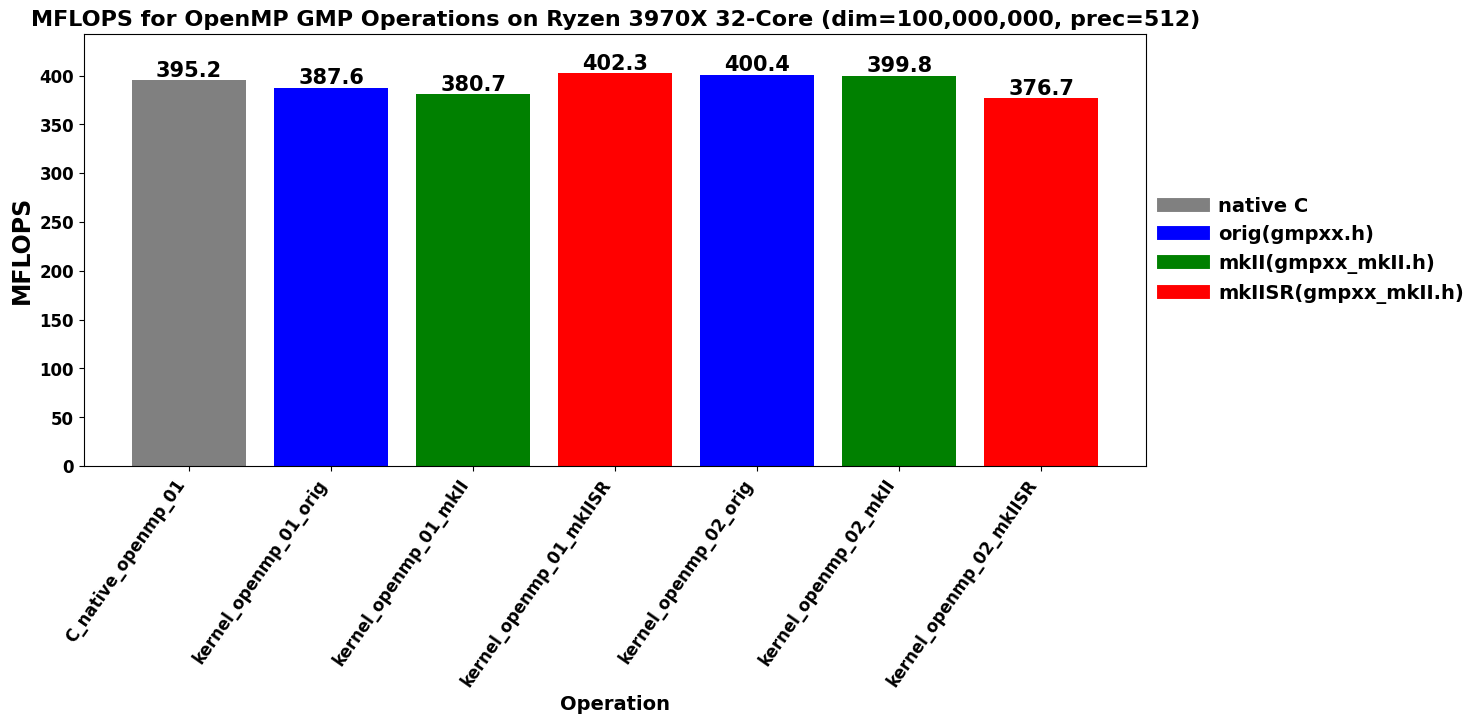 MFLOPS for OpenMP GMP Operations on Ryzen 3970X 32-Core (dim=100,000,000, prec=512)
MFLOPS
400
350
300
250
200
150
100
50
0
395.2
387.6
380.7
402.3
400.4
399.8
376.7
C_native_openmp_01
kernel_openmp_01_orig
kernel_openmp_01_mkII
kernel_openmp_01_mkIISR
kernel_openmp_02_orig
kernel_openmp_02_mkII
kernel_openmp_02_mkIISR
Operation
native C
orig(gmpxx.h)
mkII(gmpxx_mkII.h)
mkIISR(gmpxx_mkII.h)